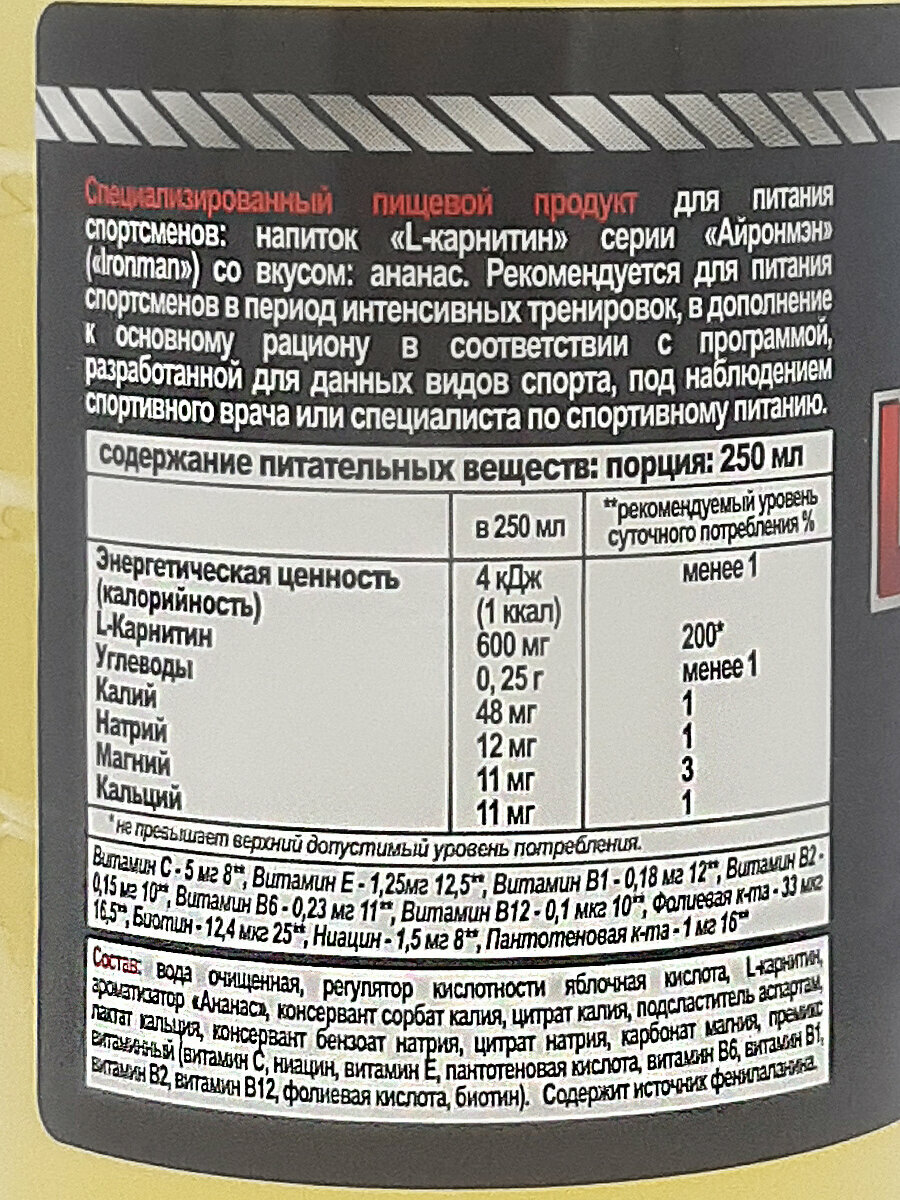 Специализированный пищевой продукт для питания
спортсменов: напиток «L-карнитин» серии «Айронмэн»
(«Ironman») со вкусом: ананас. Рекомендуется для питания
спортсменов в период интенсивных тренировок, в дополнение
к основному рациону в соответствии с программой,
разработанной для данных видов спорта, под наблюдением
спортивного врача или специалиста по спортивному питанию.
содержание питательных веществ: порция: 250 мл
в 250 мл
**рекомендуемый уровень
суточного потребления %
Энергетическая ценность 4 кДж менее 1
(калорийность) (1 ккал)
L-Карнитин 600 мг 200*
Углеводы 0, 25 г менее 1
Калий 48 мг 1
Натрий 12 мг 1
Магний 11 мг 3
Кальций 11 мг 1
*не превышает верхний допустимый уровень потребления.
Витамин С - 5 мг 8**, Витамин Е - 1,25мг 12,5**, Витамин В1 - 0,18 мг 12**, Витамин В2 -
0,15 мг 10**, Витамин В6 - 0,23 мг 11**, Витамин В12 - 0,1 мкг 10**, Фолиевая к-та - 33 мкг
16,5**, Биотин - 12,4 мкг 25**, Ниацин - 1,5 мг 8**, Пантотеновая к-та - 1 мг 16**
Состав: вода очищенная, регулятор кислотности яблочная кислота, L-карнитин,
ароматизатор «Ананас», консервант сорбат калия, цитрат калия, подсластитель аспартам,
лактат кальция, консервант бензоат натрия, цитрат натрия, карбонат магния, премикс
витаминный (витамин С, ниацин, витамин Е, пантотеновая кислота, витамин В6, витамин В1,
витамин В2, витамин В12, фолиевая кислота, биотин). Содержит источник фенилаланина.